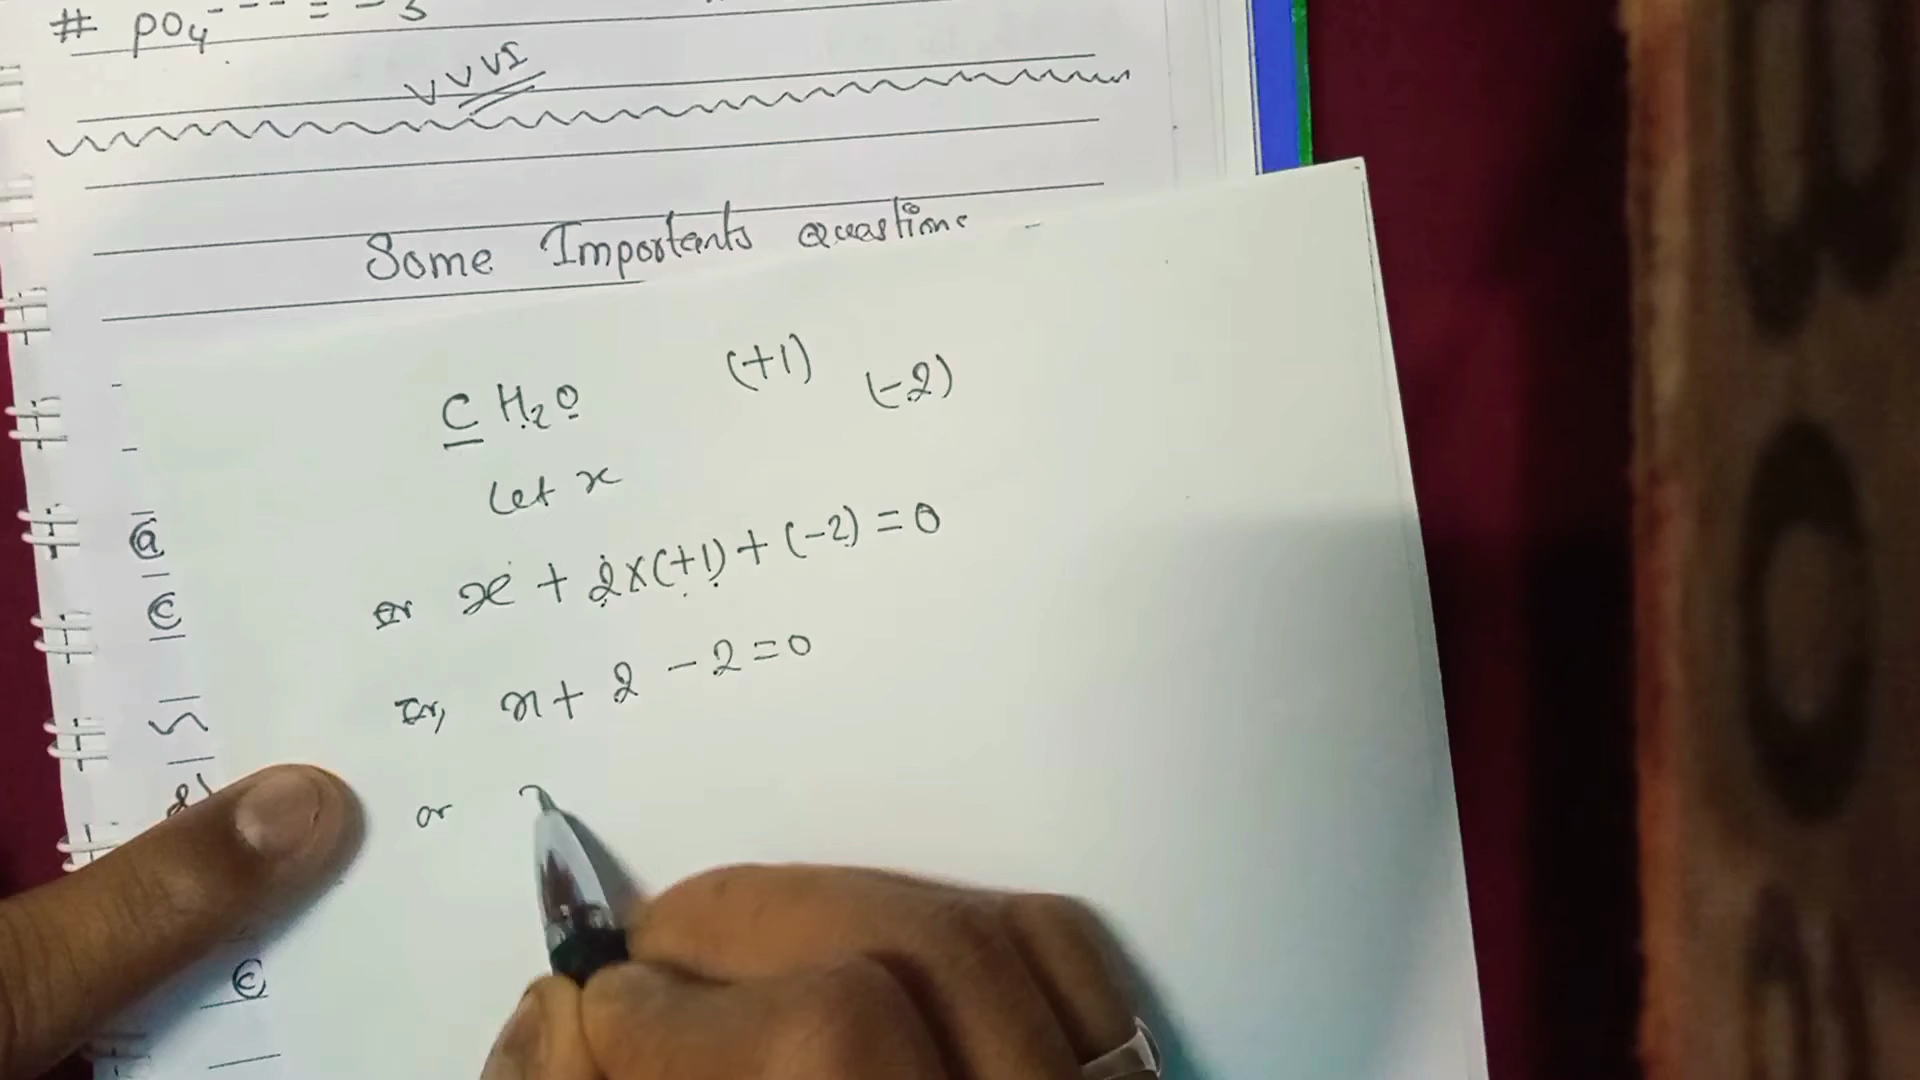 # PO4--- = -3
VVVI
Some Importants questions
(+1)
(-2)
CH2O
Let x
or x + 2x(+1) + (-2) = 0
or, x + 2 - 2 = 0
or
a
c
c